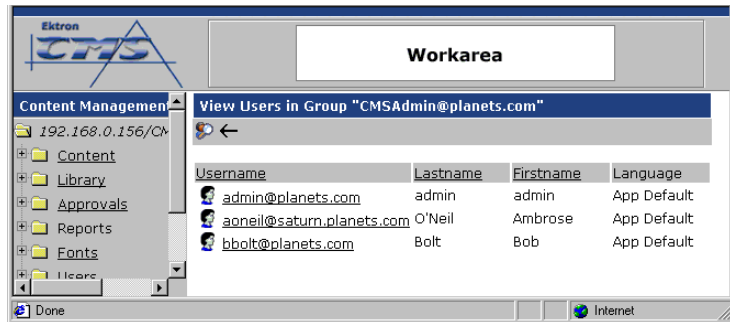 Ektron
CMS
Workarea
Content Management
192.168.0.156/CM
Content
Library
Approvals
Reports
Fonts
Users
View Users in Group "CMSAdmin@planets.com"
Username Lastname Firstname Language
admin@planets.com admin admin App Default
aoneil@saturn.planets.com O'Neil Ambrose App Default
bbolt@planets.com Bolt Bob App Default
Done Internet